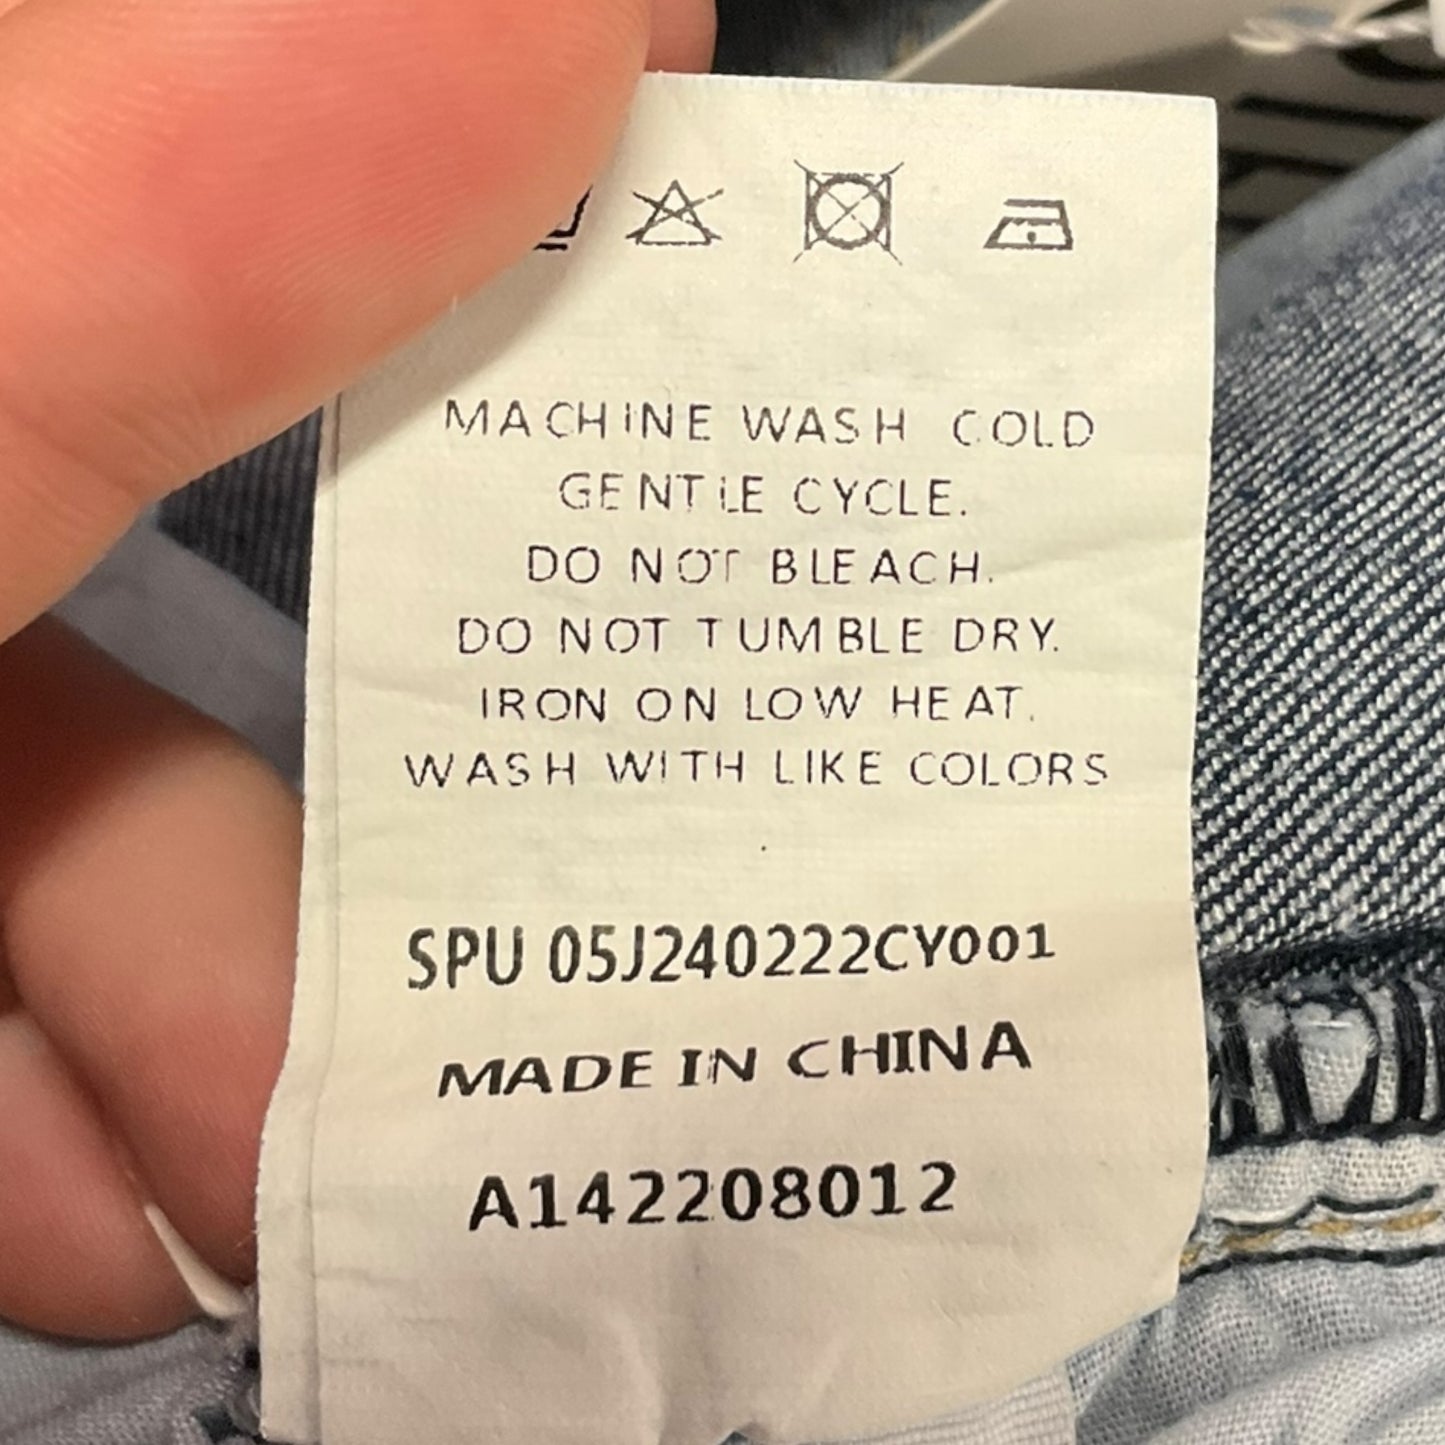 MACHINE WASH COLD
GENTLE CYCLE.
DO NOT BLEACH.
DO NOT TUMBLE DRY.
IRON ON LOW HEAT.
WASH WITH LIKE COLORS
SPU 05J240222CY001
MADE IN CHINA
A142208012